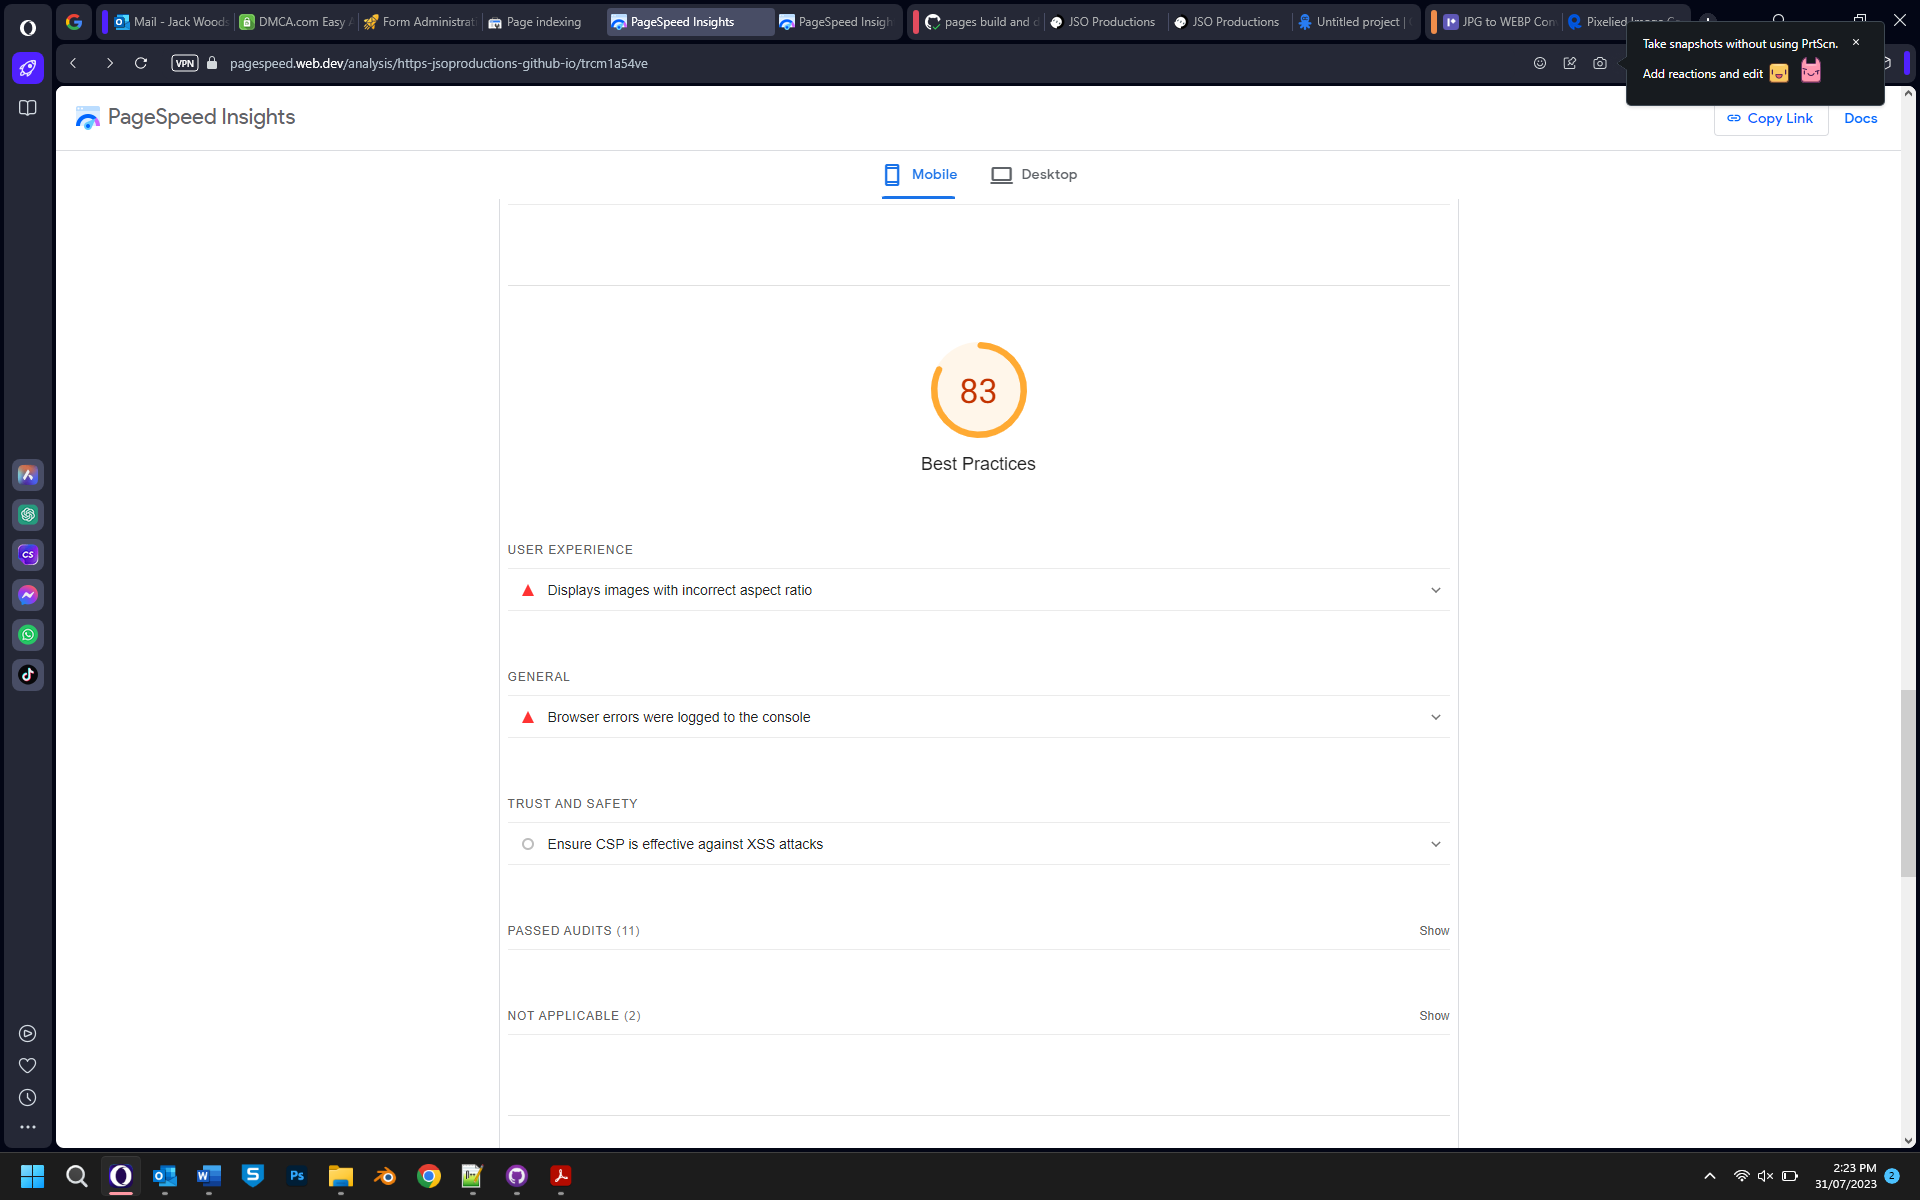 Mail - Jack Woods
DMCA.com Easy
Form Administrat
Page indexing
PageSpeed Insights
PageSpeed Insigh
pages build and d
JSO Productions
JSO Productions
Untitled project |
JPG to WEBP Con
Pixelied Image C
VPN
pagespeed.web.dev/analysis/https-jsoproductions-github-io/trcm1a54ve
Take snapshots without using PrtScn.
Add reactions and edit
PageSpeed Insights
Copy Link
Docs
Mobile
Desktop
83
Best Practices
USER EXPERIENCE
Displays images with incorrect aspect ratio
GENERAL
Browser errors were logged to the console
TRUST AND SAFETY
Ensure CSP is effective against XSS attacks
PASSED AUDITS (11)
Show
NOT APPLICABLE (2)
Show
CS
Ps
2:23 PM
31/07/2023
2